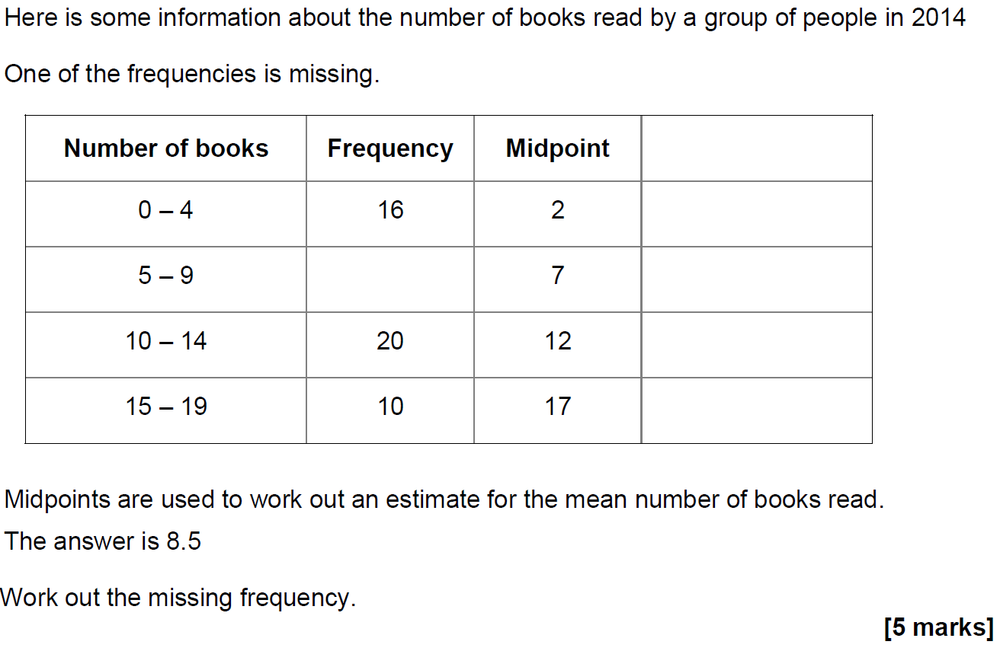 Here is some information about the number of books read by a group of people in 2014
One of the frequencies is missing.
Number of books Frequency Midpoint
0 – 4 16 2
5 – 9 7
10 – 14 20 12
15 – 19 10 17
Midpoints are used to work out an estimate for the mean number of books read.
The answer is 8.5
Work out the missing frequency.
[5 marks]